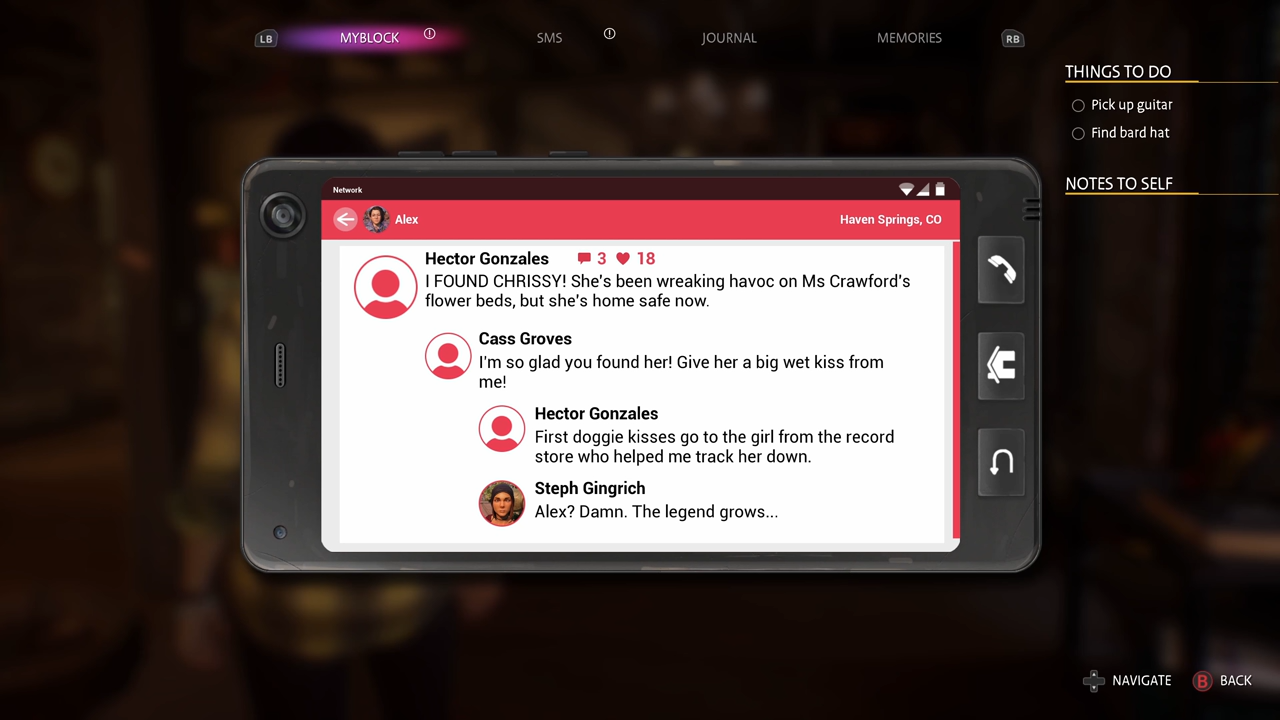 LB MYBLOCK SMS JOURNAL MEMORIES RB
THINGS TO DO
Pick up guitar
Find bard hat
NOTES TO SELF
Network
Alex Haven Springs, CO
Hector Gonzales 3 18
I FOUND CHRISSY! She's been wreaking havoc on Ms Crawford's
flower beds, but she's home safe now.
Cass Groves
I'm so glad you found her! Give her a big wet kiss from
me!
Hector Gonzales
First doggie kisses go to the girl from the record
store who helped me track her down.
Steph Gingrich
Alex? Damn. The legend grows...
NAVIGATE B BACK